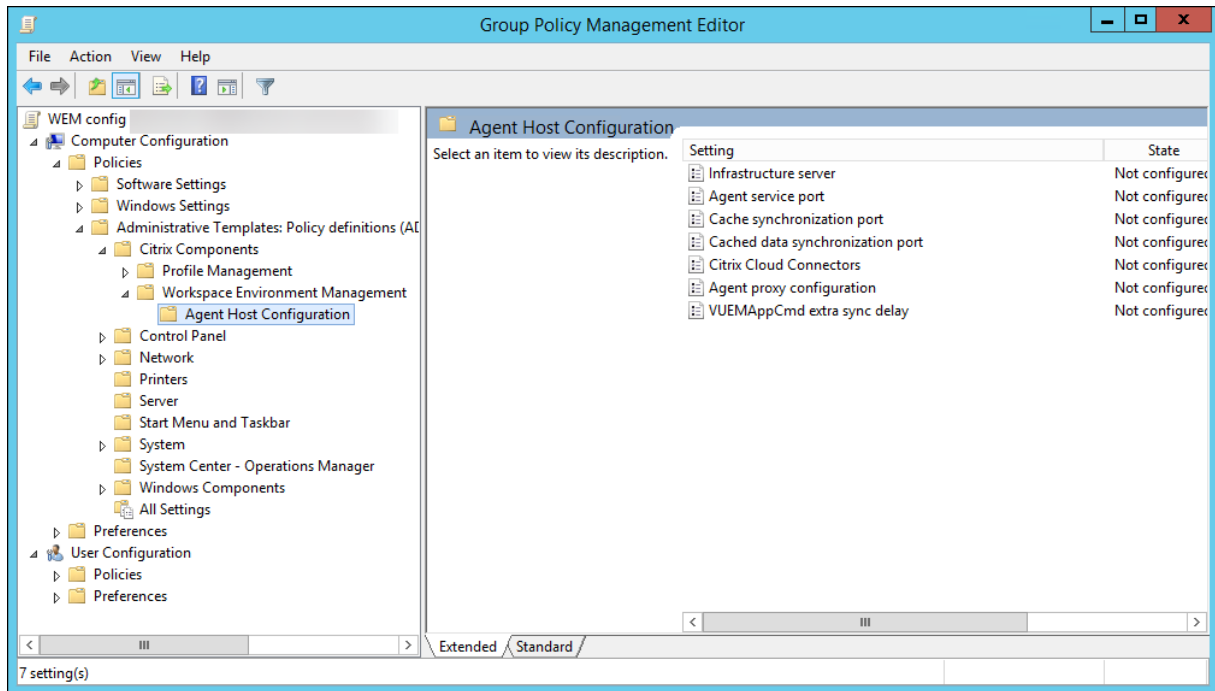 Group Policy Management Editor
x
File Action View Help
WEM config
Computer Configuration
Policies
Software Settings
Windows Settings
Administrative Templates: Policy definitions (AD
Citrix Components
Profile Management
Workspace Environment Management
Agent Host Configuration
Control Panel
Network
Printers
Server
Start Menu and Taskbar
System
System Center - Operations Manager
Windows Components
All Settings
Preferences
User Configuration
Policies
Preferences
Agent Host Configuration
Select an item to view its description.
Setting State
Infrastructure server Not configured
Agent service port Not configured
Cache synchronization port Not configured
Cached data synchronization port Not configured
Citrix Cloud Connectors Not configured
Agent proxy configuration Not configured
VUEMAppCmd extra sync delay Not configured
Extended Standard
7 setting(s)